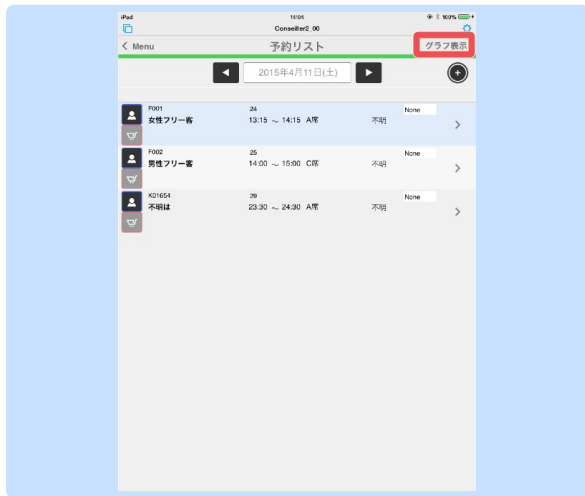 iPad 14:04 100%
Conseiller2_00
Menu 予約リスト グラフ表示
2015年4月11日(土)
F001 24 None
女性フリー客 13:15 ～ 14:15 A席 不明
F002 25 None
男性フリー客 14:00 ～ 15:00 C席 不明
K01654 29 None
不明は 23:30 ～ 24:30 A席 不明